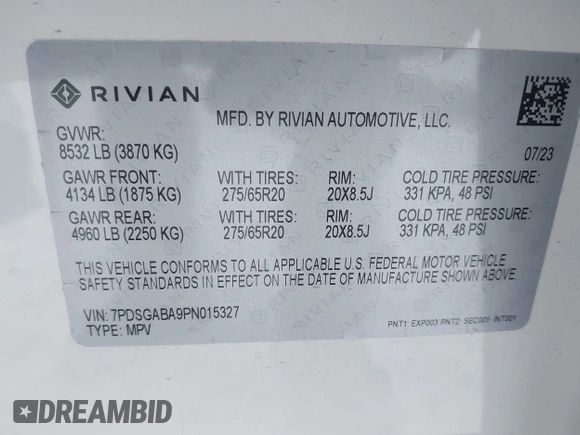 RIVIAN
MFD. BY RIVIAN AUTOMOTIVE, LLC.
GVWR:
8532 LB (3870 KG)
07/23
GAWR FRONT: WITH TIRES: RIM: COLD TIRE PRESSURE:
4134 LB (1875 KG) 275/65R20 20X8.5J 331 KPA, 48 PSI
GAWR REAR: WITH TIRES: RIM: COLD TIRE PRESSURE:
4960 LB (2250 KG) 275/65R20 20X8.5J 331 KPA, 48 PSI
THIS VEHICLE CONFORMS TO ALL APPLICABLE U.S. FEDERAL MOTOR VEHICLE
SAFETY STANDARDS IN EFFECT ON THE DATE OF MANUFACTURE SHOWN ABOVE.
VIN: 7PDSGABA9PN015327
TYPE: MPV
PNT1: EXP003 PNT2: SEC001 INT001
DREAMBID